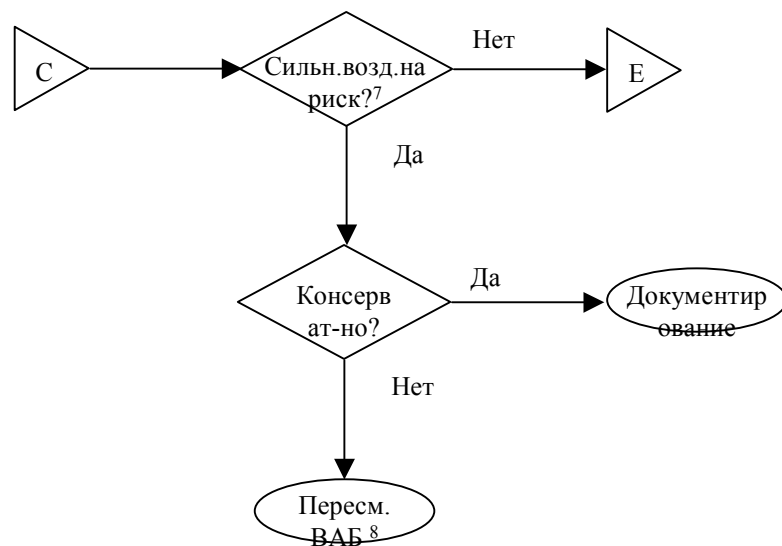 С
Сильн.возд.на
риск?⁷
Нет
Е
Да
Консерв
ат-но?
Да
Документир
ование
Нет
Пересм.
ВАБ ⁸